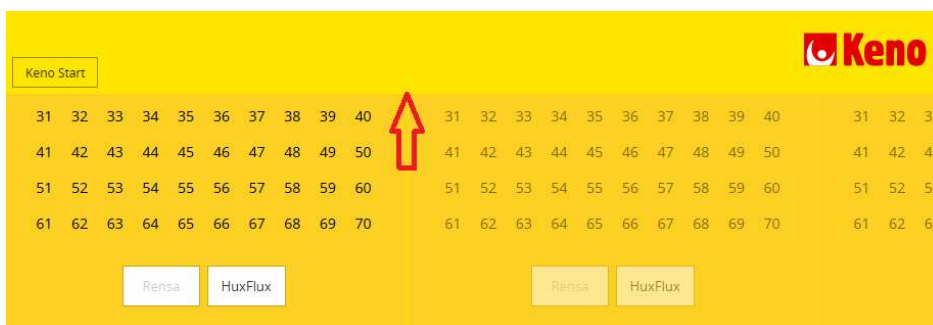 Keno
Keno Start
31 32 33 34 35 36 37 38 39 40 31 32 33 34 35 36 37 38 39 40 31 32 3
41 42 43 44 45 46 47 48 49 50 41 42 43 44 45 46 47 48 49 50 41 42 4
51 52 53 54 55 56 57 58 59 60 51 52 53 54 55 56 57 58 59 60 51 52 5
61 62 63 64 65 66 67 68 69 70 61 62 63 64 65 66 67 68 69 70 61 62 6
Rensa HuxFlux Rensa HuxFlux